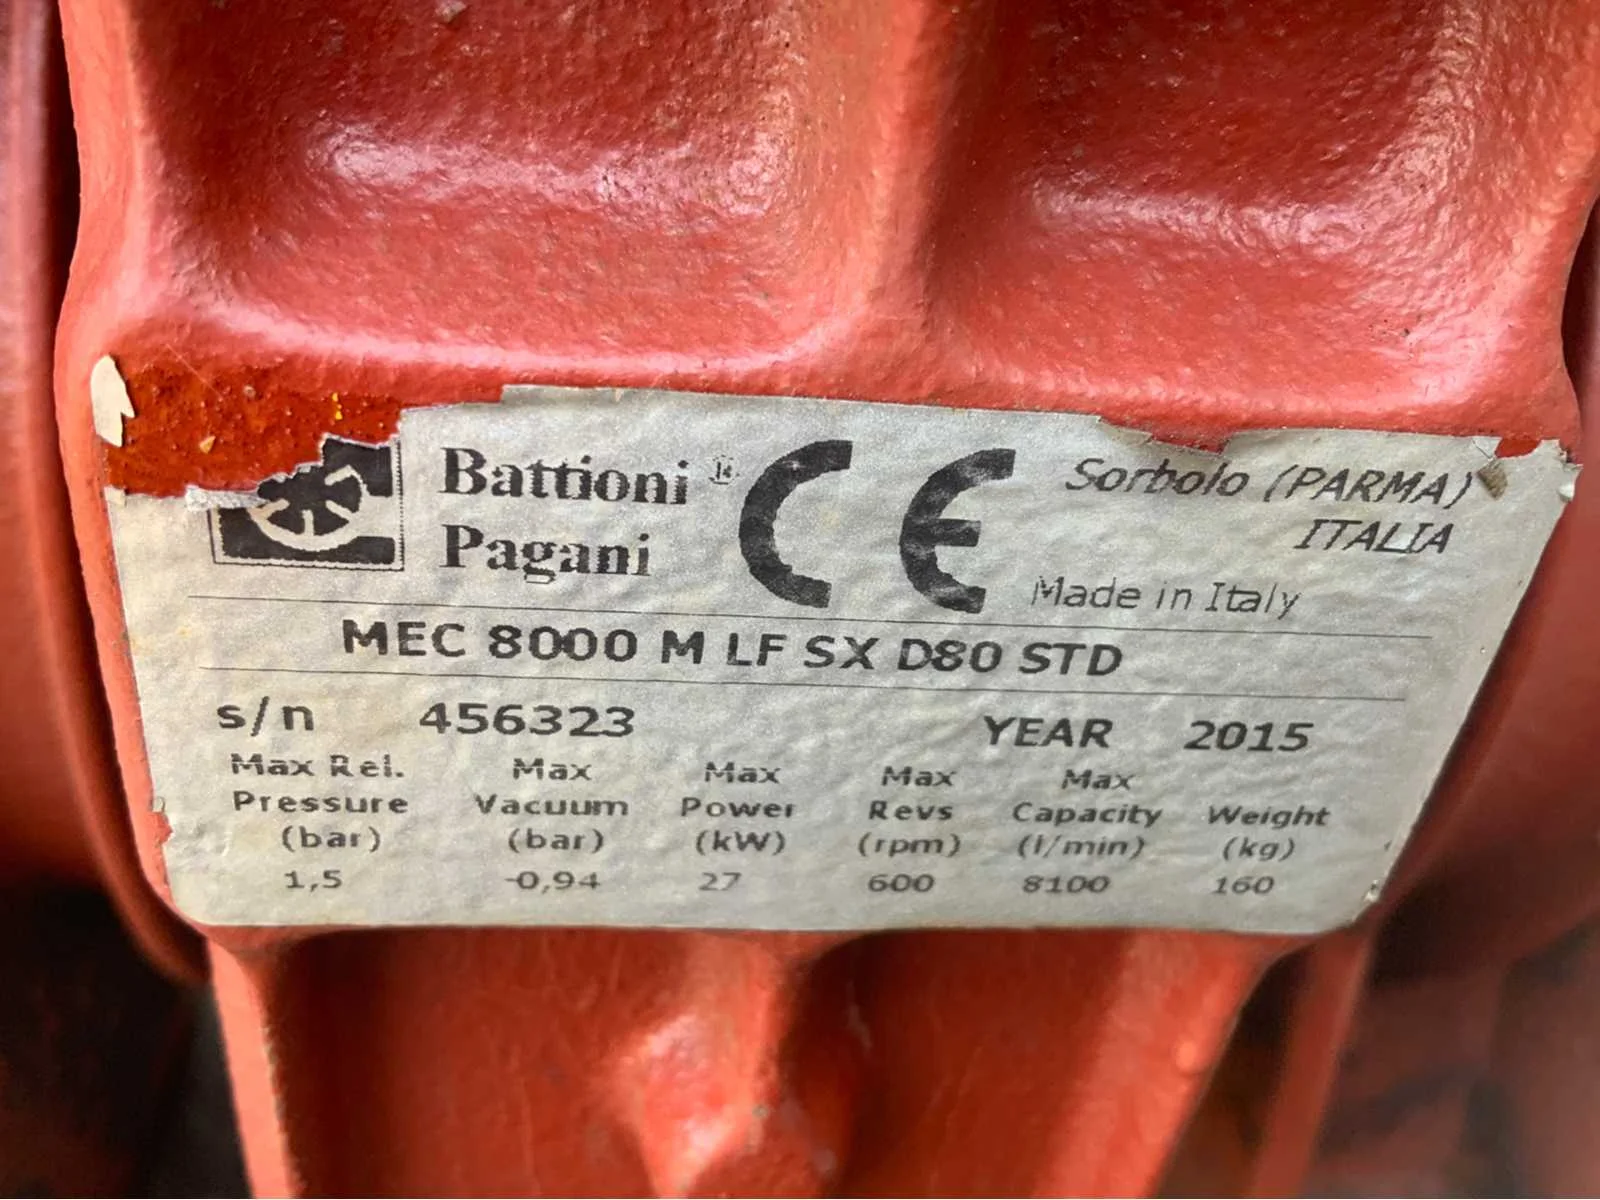 Battioni
Pagani
CE
Sorbolo (PARMA)
ITALIA
Made in Italy
MEC 8000 M LF SX D80 STD
s/n 456323 YEAR 2015
Max Rel. Max Max Max Max
Pressure Vacuum Power Revs Capacity Weight
(bar) (bar) (kW) (rpm) (l/min) (kg)
1,5 -0,94 27 600 8100 160